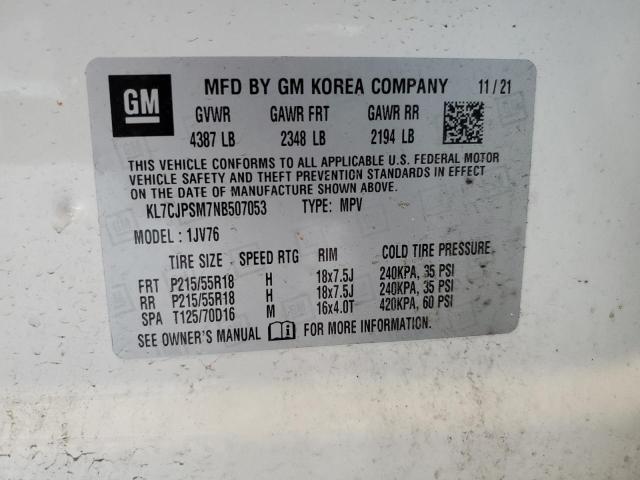 GM
MFD BY GM KOREA COMPANY 11/21
GVWR GAWR FRT GAWR RR
4387 LB 2348 LB 2194 LB
THIS VEHICLE CONFORMS TO ALL APPLICABLE U.S. FEDERAL MOTOR
VEHICLE SAFETY AND THEFT PREVENTION STANDARDS IN EFFECT
ON THE DATE OF MANUFACTURE SHOWN ABOVE.
KL7CJPSM7NB507053 TYPE: MPV
MODEL: 1JV76
TIRE SIZE SPEED RTG RIM COLD TIRE PRESSURE
FRT P215/55R18 H 18x7.5J 240KPA, 35 PSI
RR P215/55R18 H 18x7.5J 240KPA, 35 PSI
SPA T125/70D16 M 16x4.0T 420KPA, 60 PSI
SEE OWNER'S MANUAL FOR MORE INFORMATION.